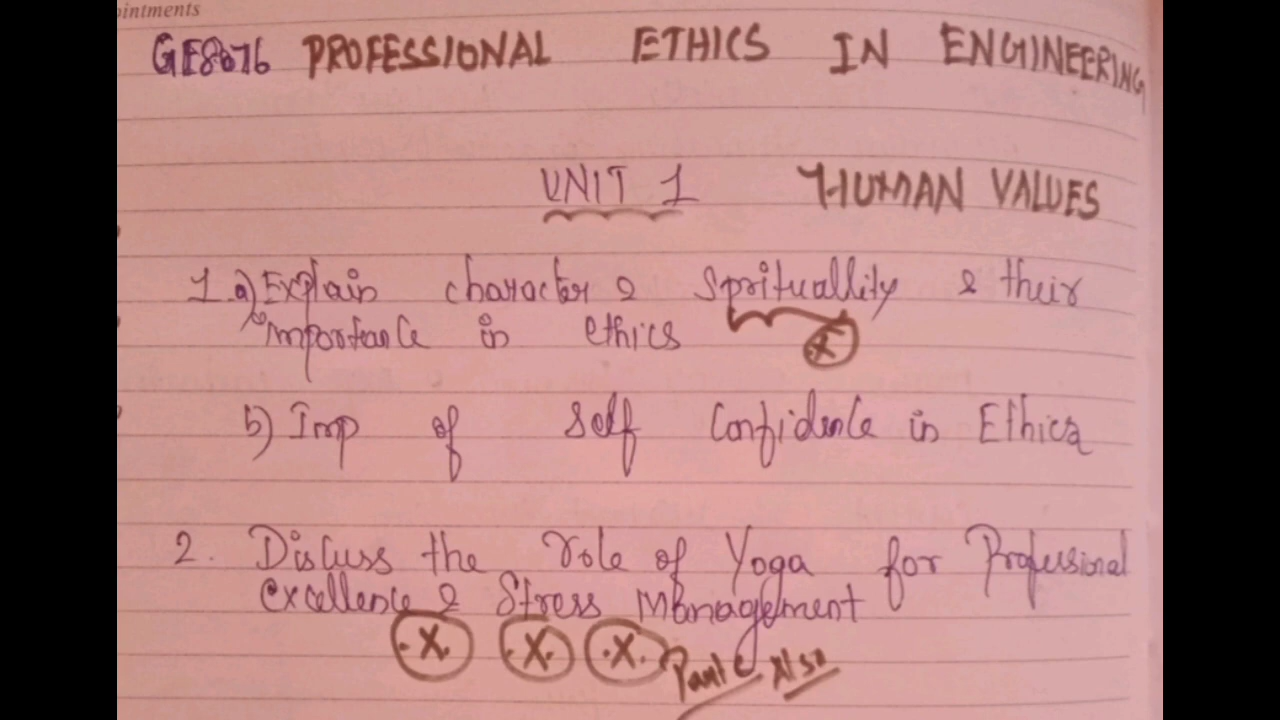 ointments
GE8076 PROFESSIONAL ETHICS IN ENGINEERING
UNIT 1 HUMAN VALUES
1 a) Explain character & Sprituallity & their
importance in ethics
X
b) Imp of self Confidence in Ethics
2. Discuss the role of Yoga for Professional
excellence & Stress Management
X X X Part C Also